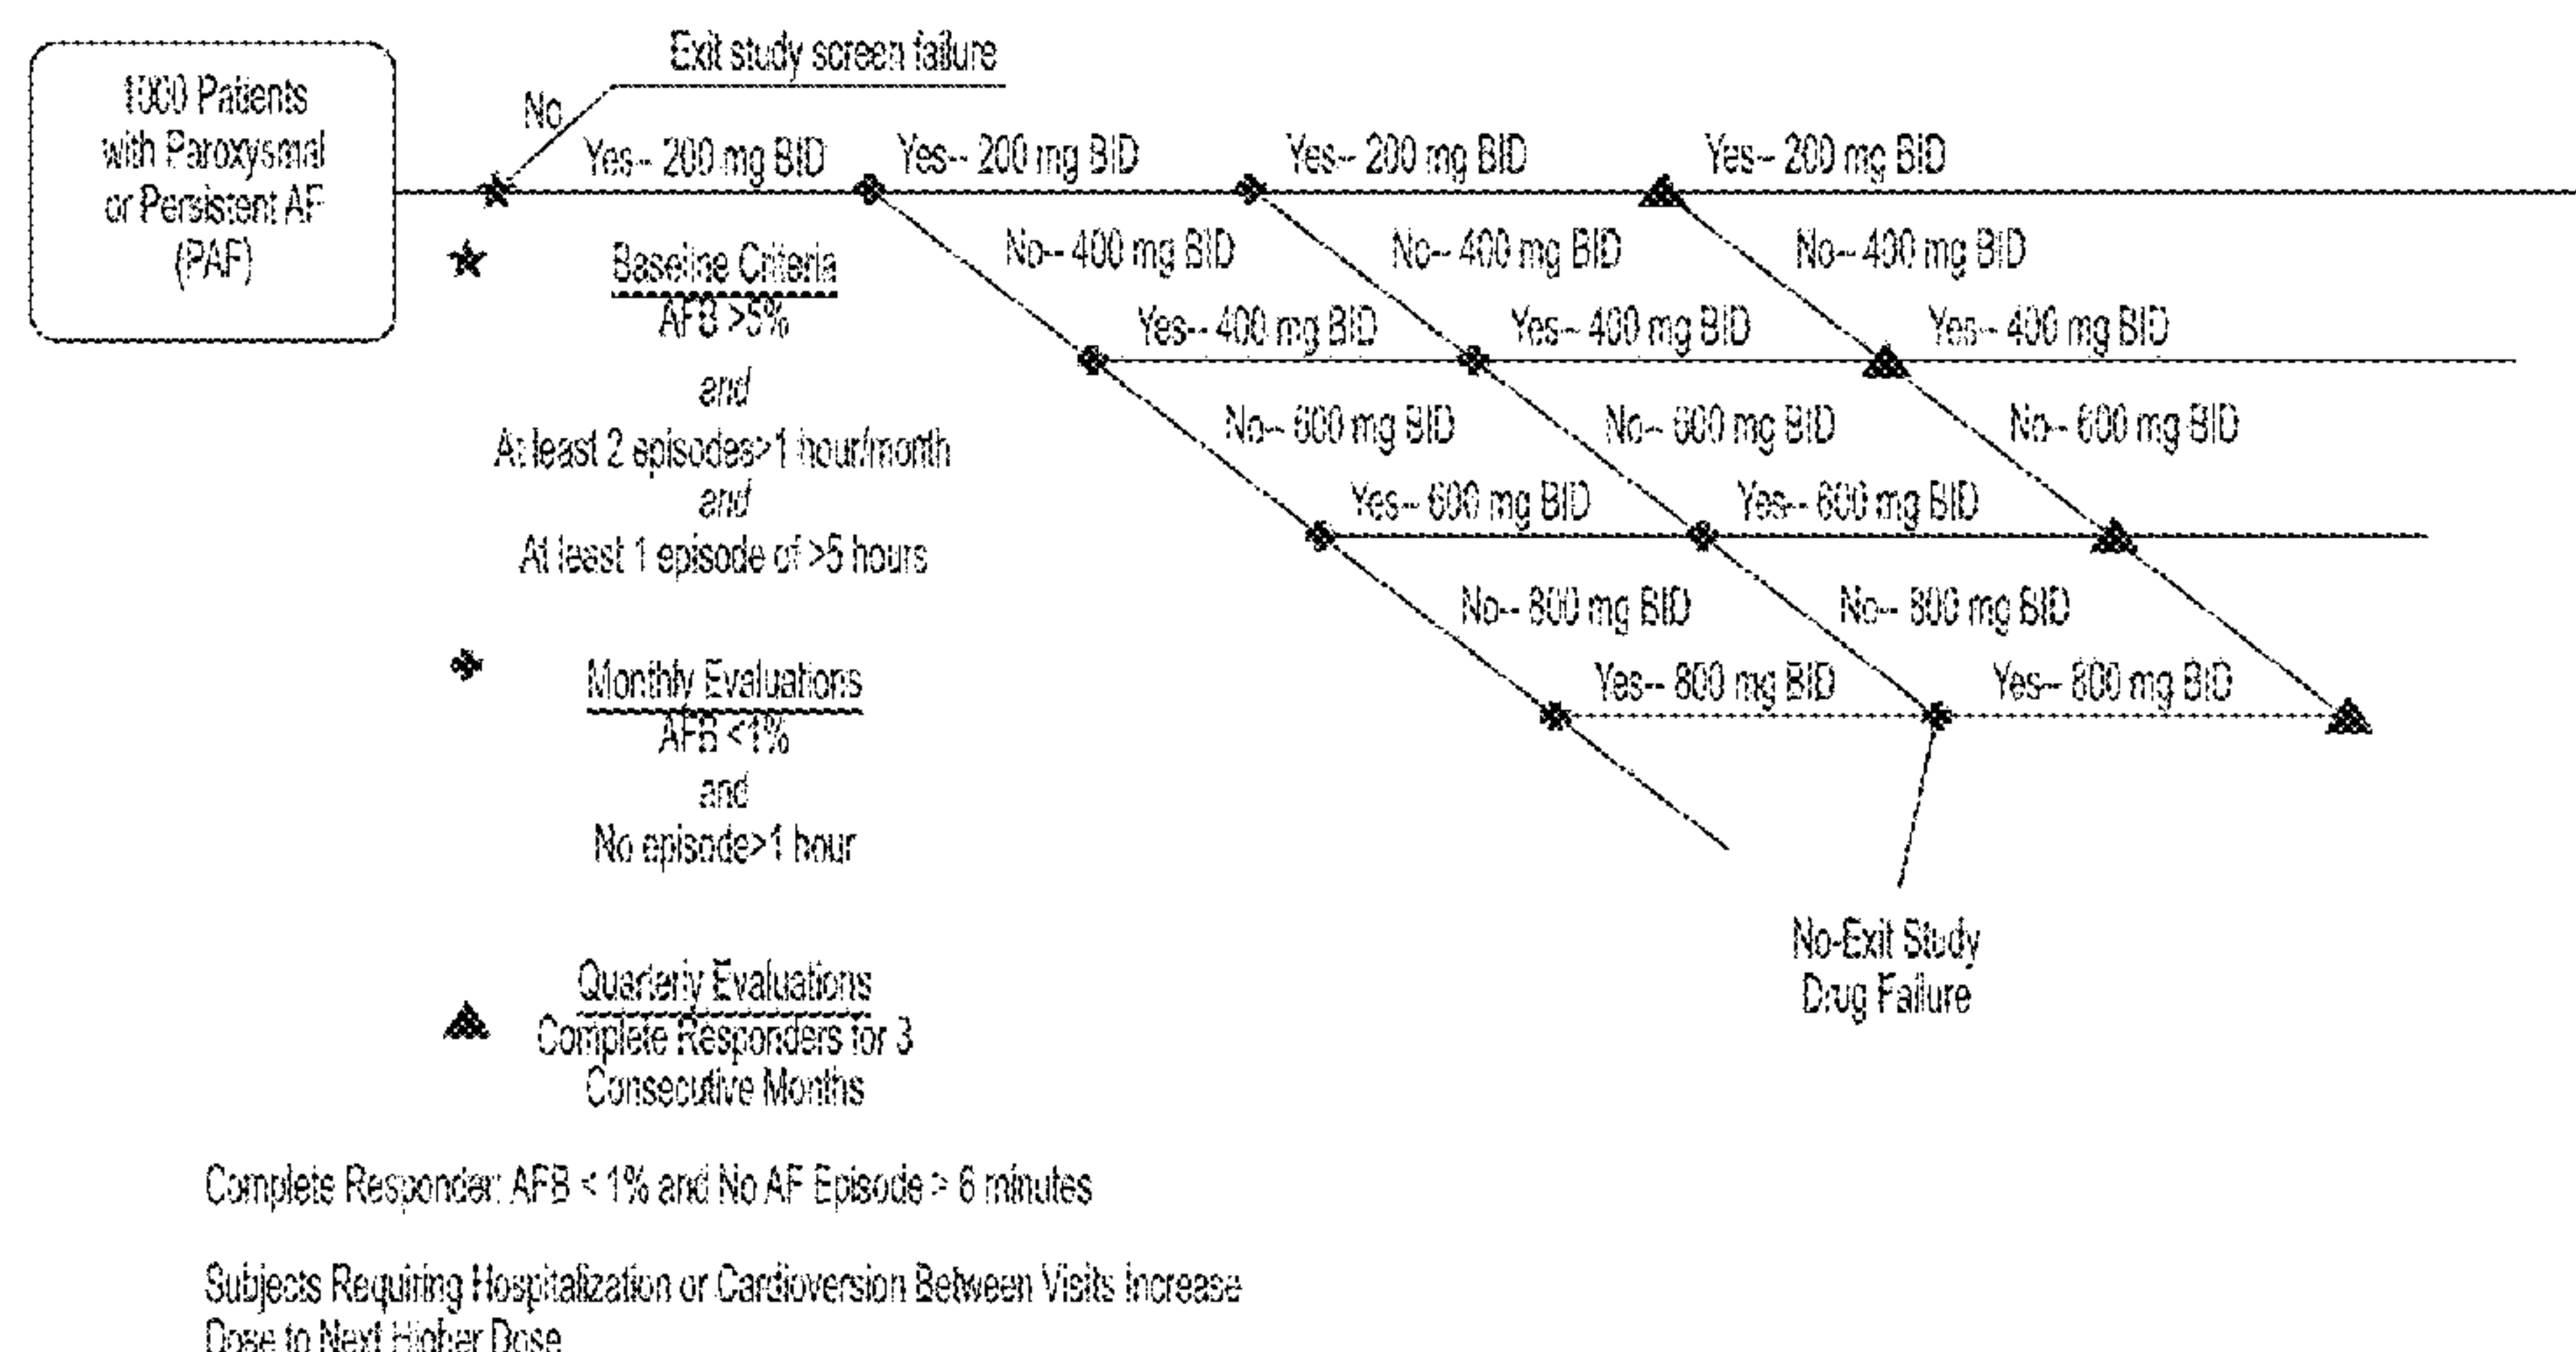 Exit study screen failure
1000 Patients
with Paroxysmal
or Persistent AF
(PAF)
No
Yes-- 200 mg BID
Yes-- 200 mg BID
Yes-- 200 mg BID
Yes-- 200 mg BID
No-- 400 mg BID
No-- 400 mg BID
No-- 400 mg BID
Yes-- 400 mg BID
Yes-- 400 mg BID
Yes-- 400 mg BID
No-- 600 mg BID
No-- 600 mg BID
No-- 600 mg BID
Yes-- 600 mg BID
Yes-- 600 mg BID
No-- 800 mg BID
No-- 800 mg BID
Yes-- 800 mg BID
Yes-- 800 mg BID
No-Exit Study
Drug Failure
Baseline Criteria
AFB >5%
and
At least 2 episodes>1 hour/month
and
At least 1 episode of >5 hours
Monthly Evaluations
AFB <1%
and
No episode>1 hour
Quarterly Evaluations
Complete Responders for 3
Consecutive Months
Complete Responder: AFB < 1% and No AF Episode > 6 minutes
Subjects Requiring Hospitalization or Cardioversion Between Visits Increase
Dose to Next Higher Dose